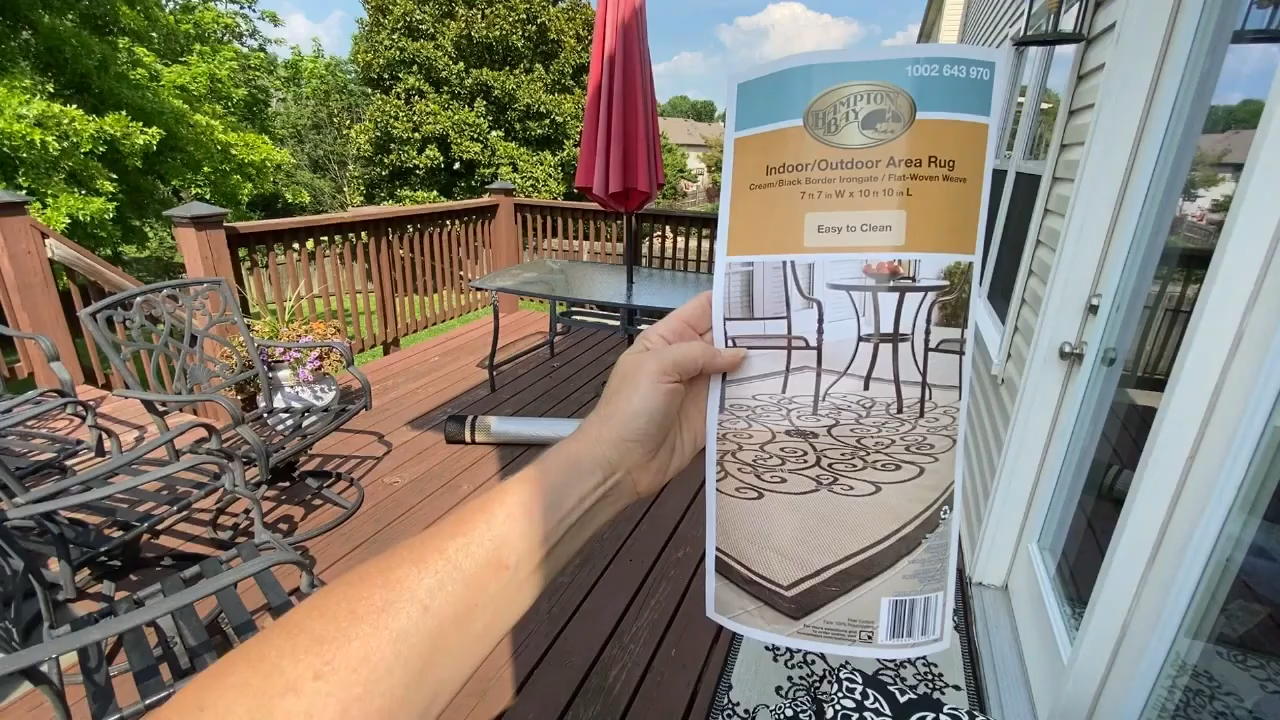 1002 643 970
HAMPTON
BAY
Indoor/Outdoor Area Rug
Cream/Black Border Irongate / Flat-Woven Weave
7 ft 7 in W x 10 ft 10 in L
Easy to Clean